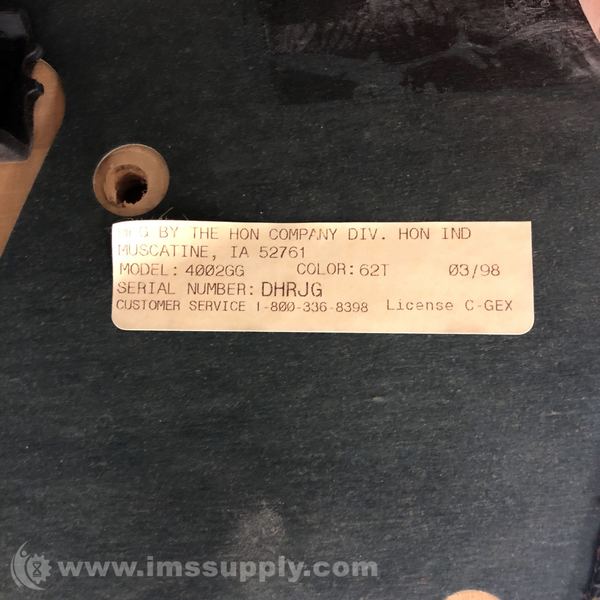 MFG BY THE HON COMPANY DIV. HON IND
MUSCATINE, IA 52761
MODEL: 4002GG COLOR: 62T 03/98
SERIAL NUMBER: DHRJG
CUSTOMER SERVICE 1-800-336-8398 License C-GEX
www.imssupply.com